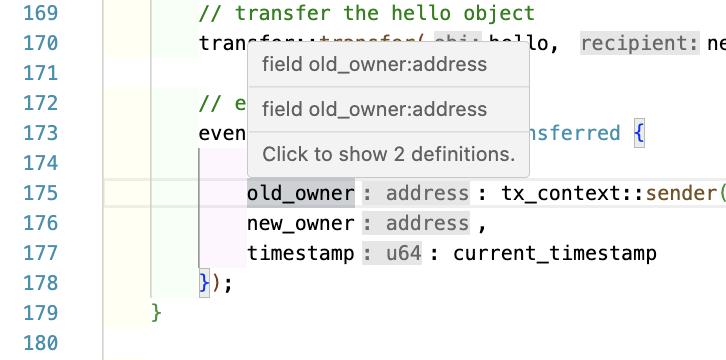 169 // transfer the hello object
170 transfer::transfer( obj: hello, recipient: ne
field old_owner:address
171
field old_owner:address
172 // e
173 even sferred {
Click to show 2 definitions.
174
175 old_owner: address : tx_context::sender(
176 new_owner: address ,
177 timestamp: u64 : current_timestamp
178 });
179 }
180